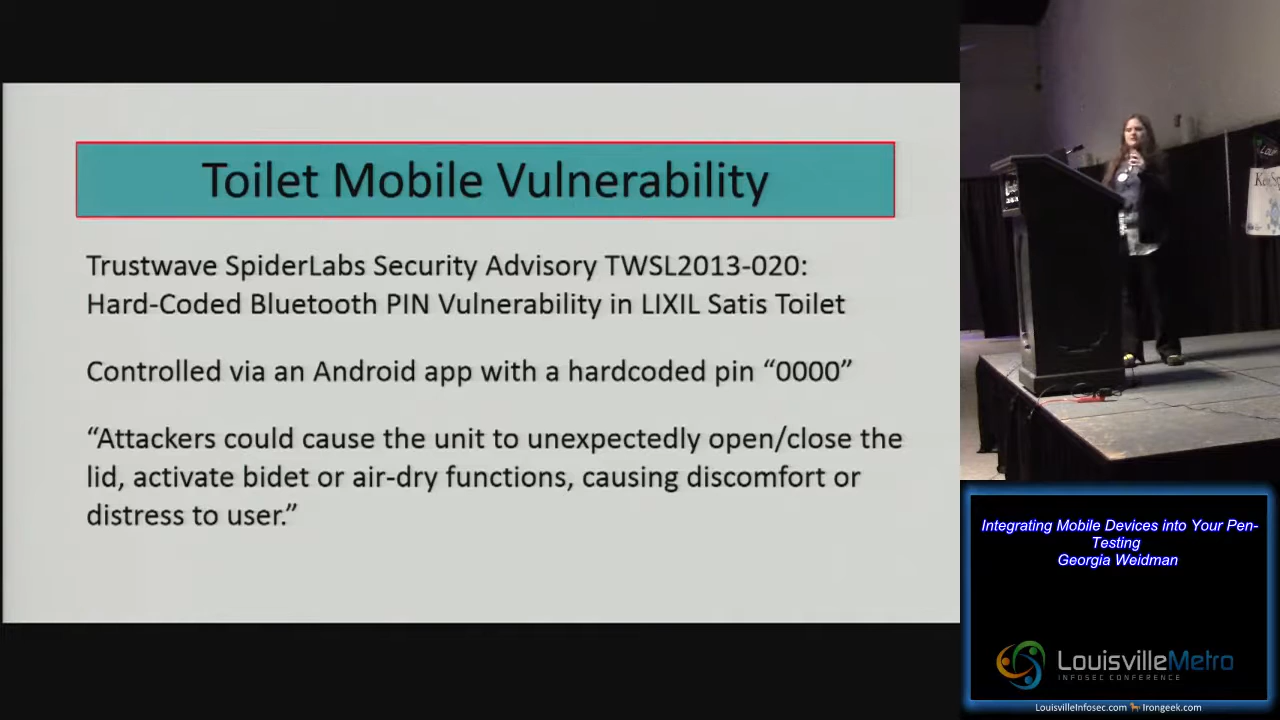 Toilet Mobile Vulnerability
Trustwave SpiderLabs Security Advisory TWSL2013-020:
Hard-Coded Bluetooth PIN Vulnerability in LIXIL Satis Toilet
Controlled via an Android app with a hardcoded pin “0000”
“Attackers could cause the unit to unexpectedly open/close the
lid, activate bidet or air-dry functions, causing discomfort or
distress to user.”
Integrating Mobile Devices into Your Pen-
Testing
Georgia Weidman
LouisvilleMetro
INFOSEC CONFERENCE
LouisvilleInfosec.com Irongeek.com